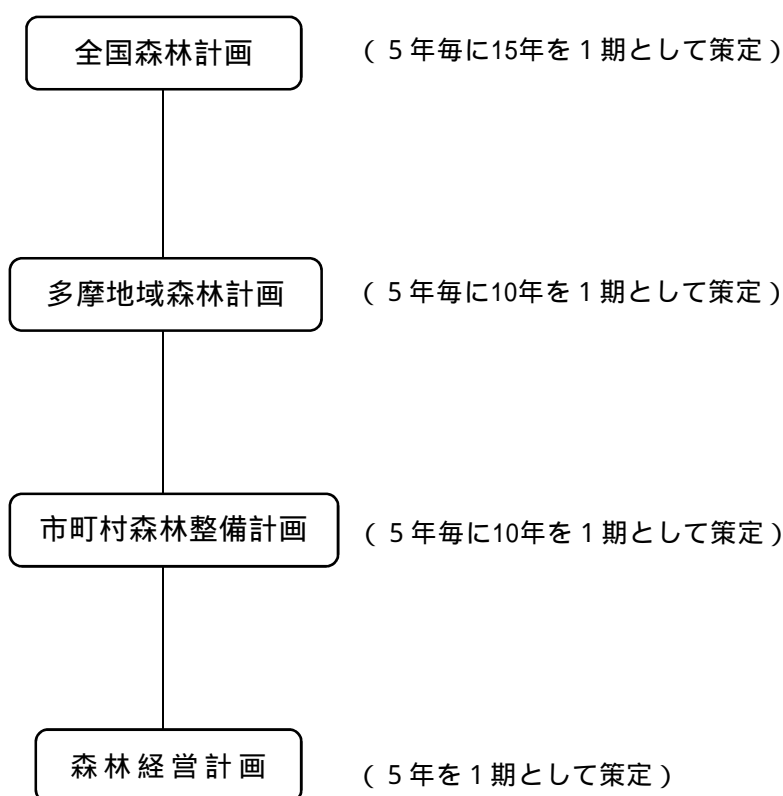 全国森林計画 (５年毎に15年を１期として策定)
多摩地域森林計画 (５年毎に10年を１期として策定)
市町村森林整備計画 (５年毎に10年を１期として策定)
森林経営計画 (５年を１期として策定)